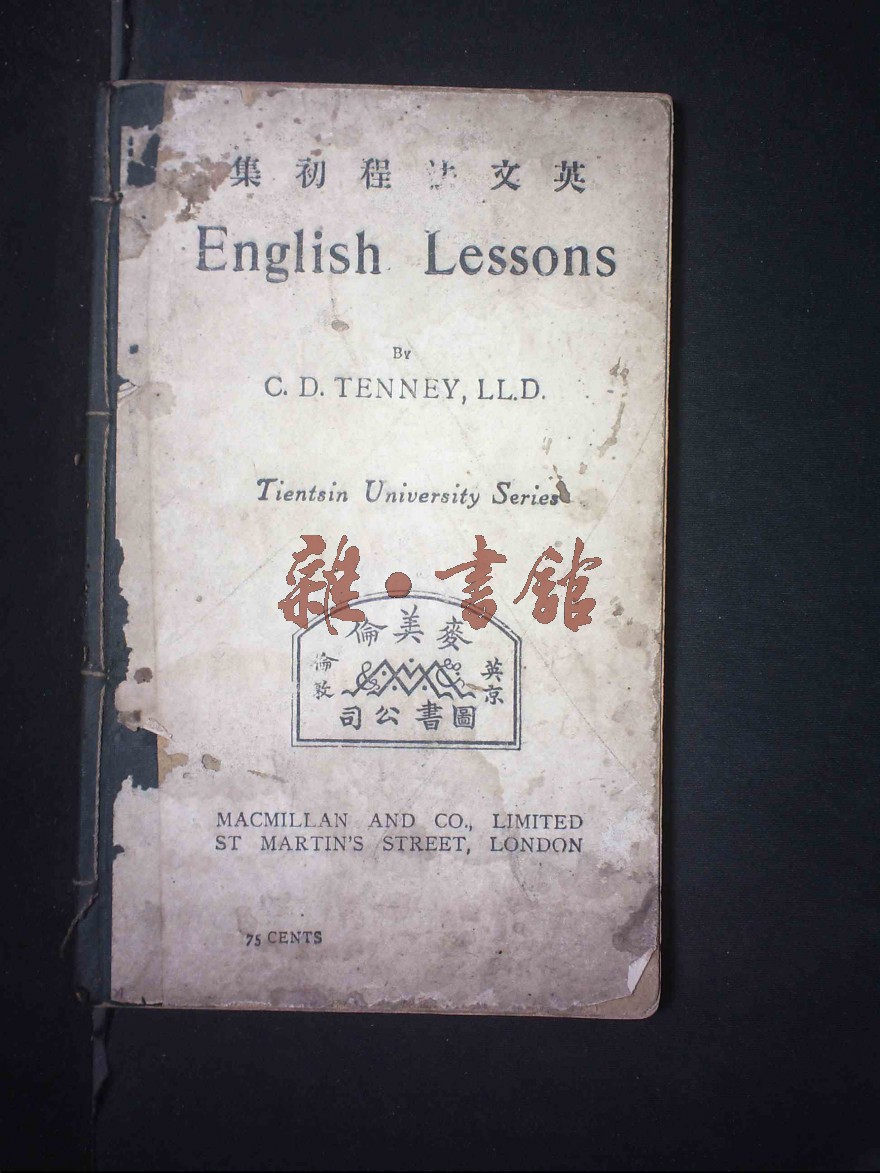 英文法程初集
English Lessons
BY
C. D. TENNEY, LL.D.
Tientsin University Series
雜·書館
麥美倫
英京
倫敦
圖書公司
MACMILLAN AND CO., LIMITED
ST MARTIN'S STREET, LONDON
75 CENTS